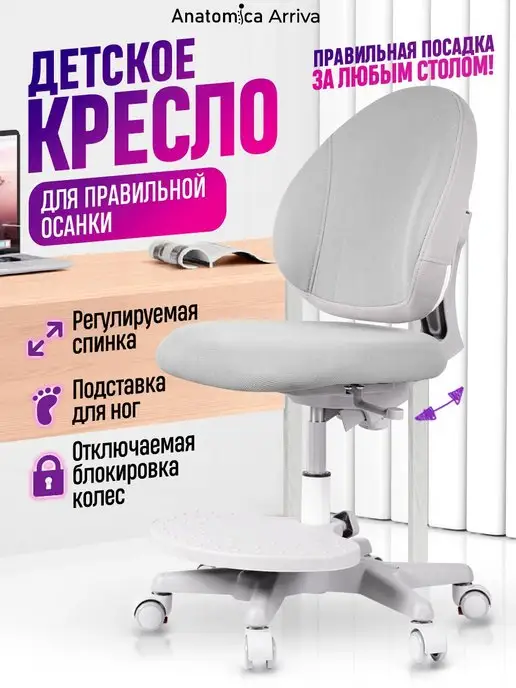 Anatomica Arriva
ДЕТСКОЕ
КРЕСЛО
ДЛЯ ПРАВИЛЬНОЙ
ОСАНКИ
ПРАВИЛЬНАЯ ПОСАДКА
ЗА ЛЮБЫМ СТОЛОМ!
Регулируемая
спинка
Подставка
для ног
Отключаемая
блокировка
колес